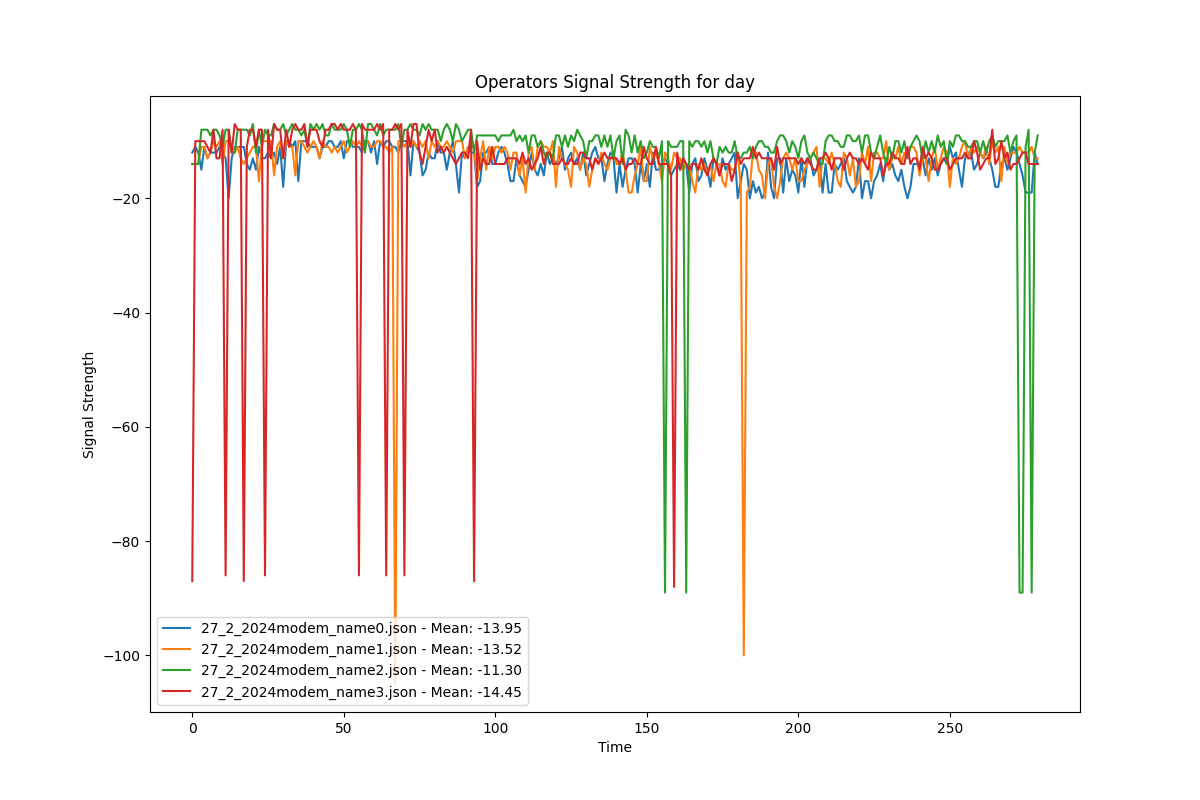 Operators Signal Strength for day
Signal Strength
−20
−40
−60
−80
−100
27_2_2024modem_name0.json - Mean: -13.95
27_2_2024modem_name1.json - Mean: -13.52
27_2_2024modem_name2.json - Mean: -11.30
27_2_2024modem_name3.json - Mean: -14.45
0 50 100 150 200 250
Time